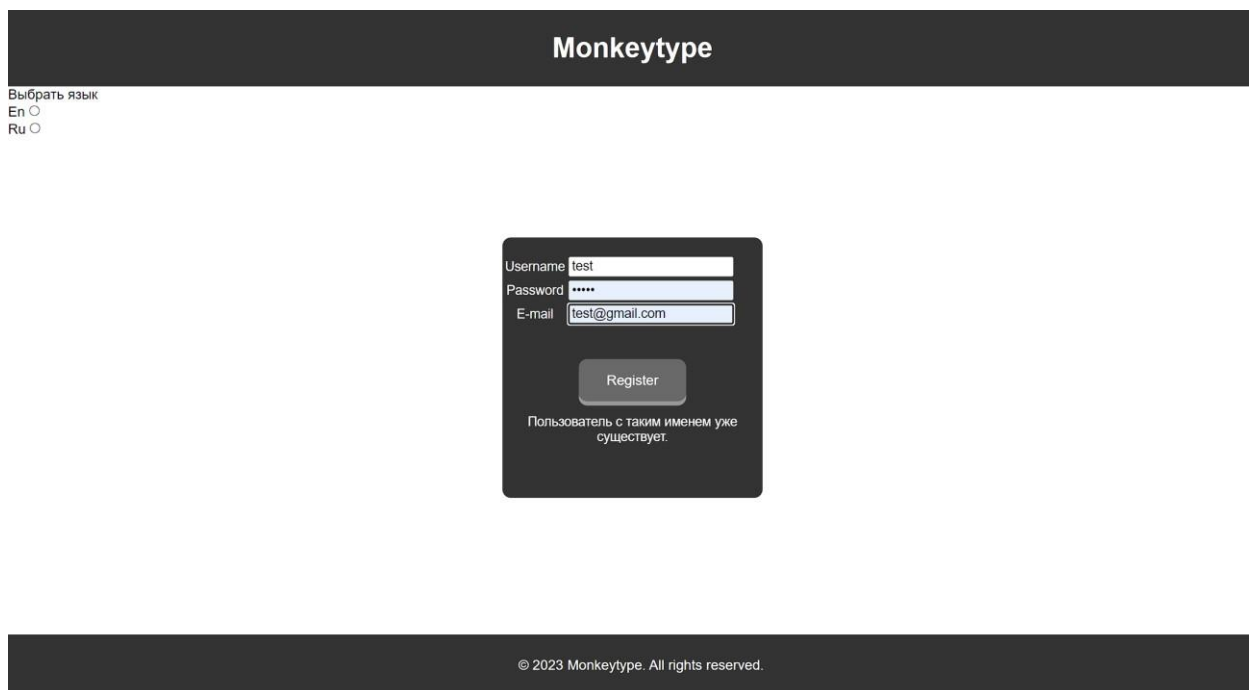 Monkeytype
Выбрать язык
En
Ru
Username test
Password •••••
E-mail test@gmail.com
Register
Пользователь с таким именем уже
существует.
© 2023 Monkeytype. All rights reserved.